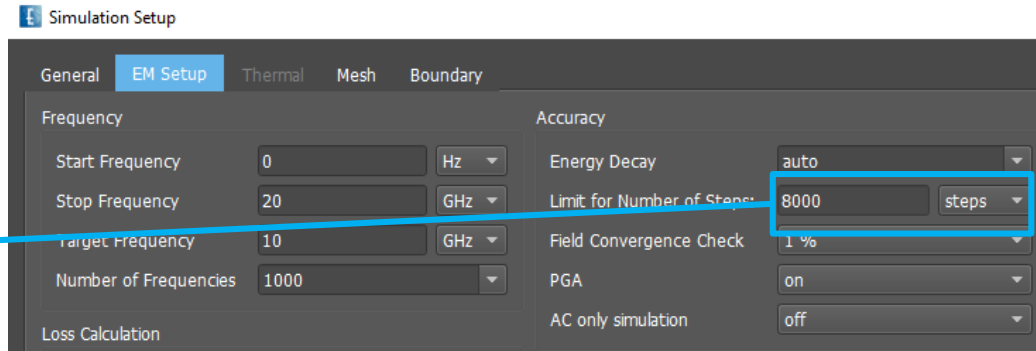 Simulation Setup
General EM Setup Thermal Mesh Boundary
Frequency
Start Frequency 0 Hz
Stop Frequency 20 GHz
Target Frequency 10 GHz
Number of Frequencies 1000
Loss Calculation
Accuracy
Energy Decay auto
Limit for Number of Steps: 8000 steps
Field Convergence Check 1 %
PGA on
AC only simulation off